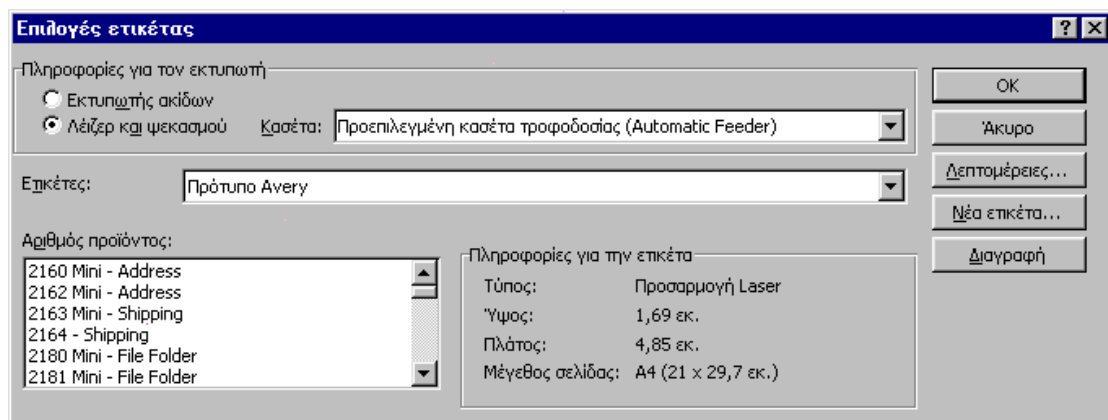 Επιλογές ετικέτας
Πληροφορίες για τον εκτυπωτή
Εκτυπωτής ακίδων
Λέιζερ και ψεκασμού Κασέτα: Προεπιλεγμένη κασέτα τροφοδοσίας (Automatic Feeder)
Ετικέτες: Πρότυπο Avery
Αριθμός προϊόντος:
2160 Mini - Address
2162 Mini - Address
2163 Mini - Shipping
2164 - Shipping
2180 Mini - File Folder
2181 Mini - File Folder
Πληροφορίες για την ετικέτα
Τύπος: Προσαρμογή Laser
Ύψος: 1,69 εκ.
Πλάτος: 4,85 εκ.
Μέγεθος σελίδας: A4 (21 x 29,7 εκ.)
OK
Άκυρο
Λεπτομέρειες...
Νέα ετικέτα...
Διαγραφή